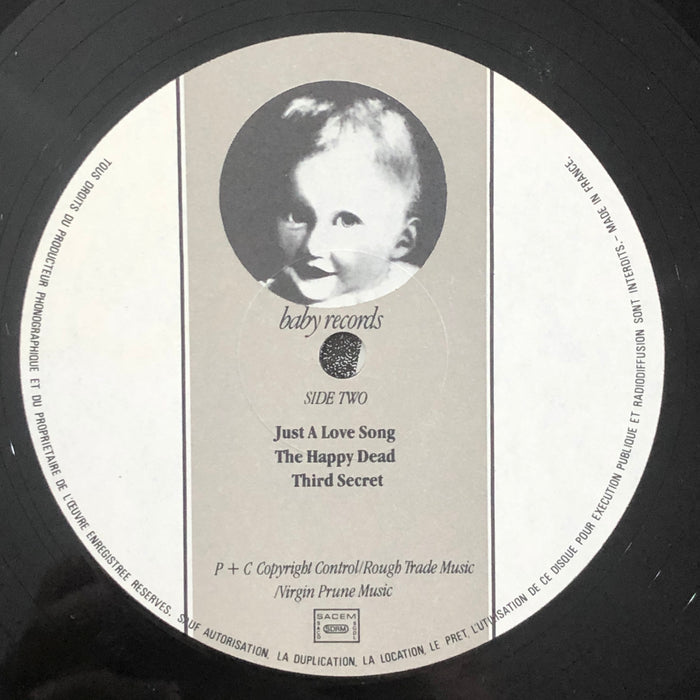 baby records
SIDE TWO
Just A Love Song
The Happy Dead
Third Secret
P + C Copyright Control/Rough Trade Music
/Virgin Prune Music
SACEM
SDRM
TOUS DROITS DU PRODUCTEUR PHONOGRAPHIQUE ET DU PROPRIETAIRE DE L'ŒUVRE ENREGISTREE RESERVES. SAUF AUTORISATION, LA DUPLICATION, LA LOCATION, LE PRET, L'UTILISATION DE CE DISQUE POUR EXECUTION PUBLIQUE ET RADIODIFFUSION SONT INTERDITS. - MADE IN FRANCE.